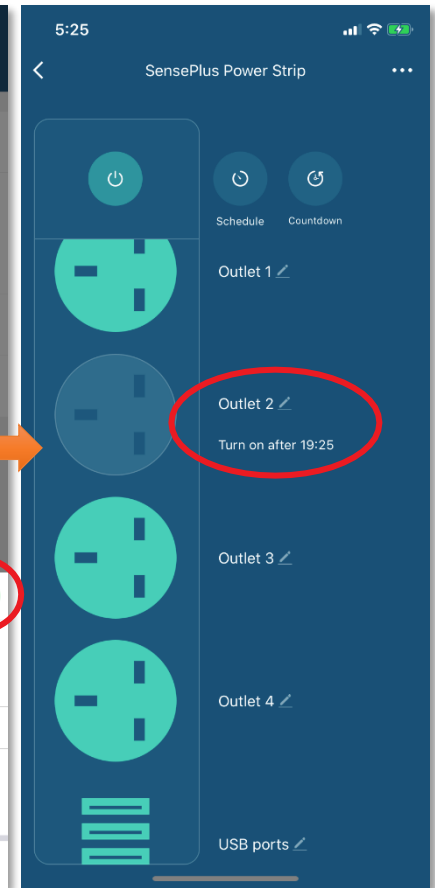 5:25
SensePlus Power Strip
Schedule
Countdown
Outlet 1
Outlet 2
Turn on after 19:25
Outlet 3
Outlet 4
USB ports